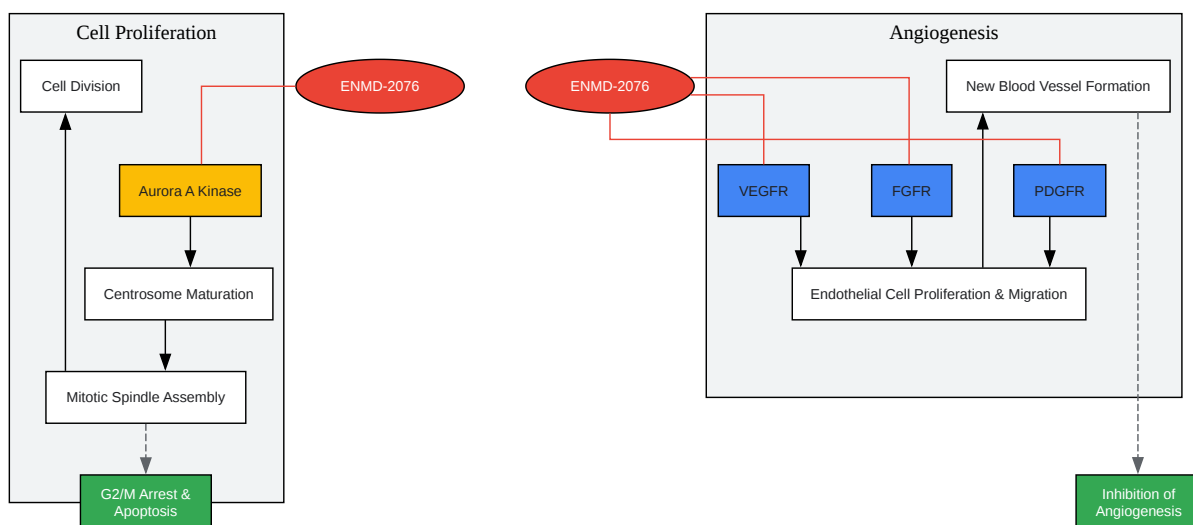 Cell Proliferation
Cell Division
ENMD-2076
Aurora A Kinase
Centrosome Maturation
Mitotic Spindle Assembly
G2/M Arrest &
Apoptosis
Angiogenesis
ENMD-2076
New Blood Vessel Formation
VEGFR
FGFR
PDGFR
Endothelial Cell Proliferation & Migration
Inhibition of
Angiogenesis